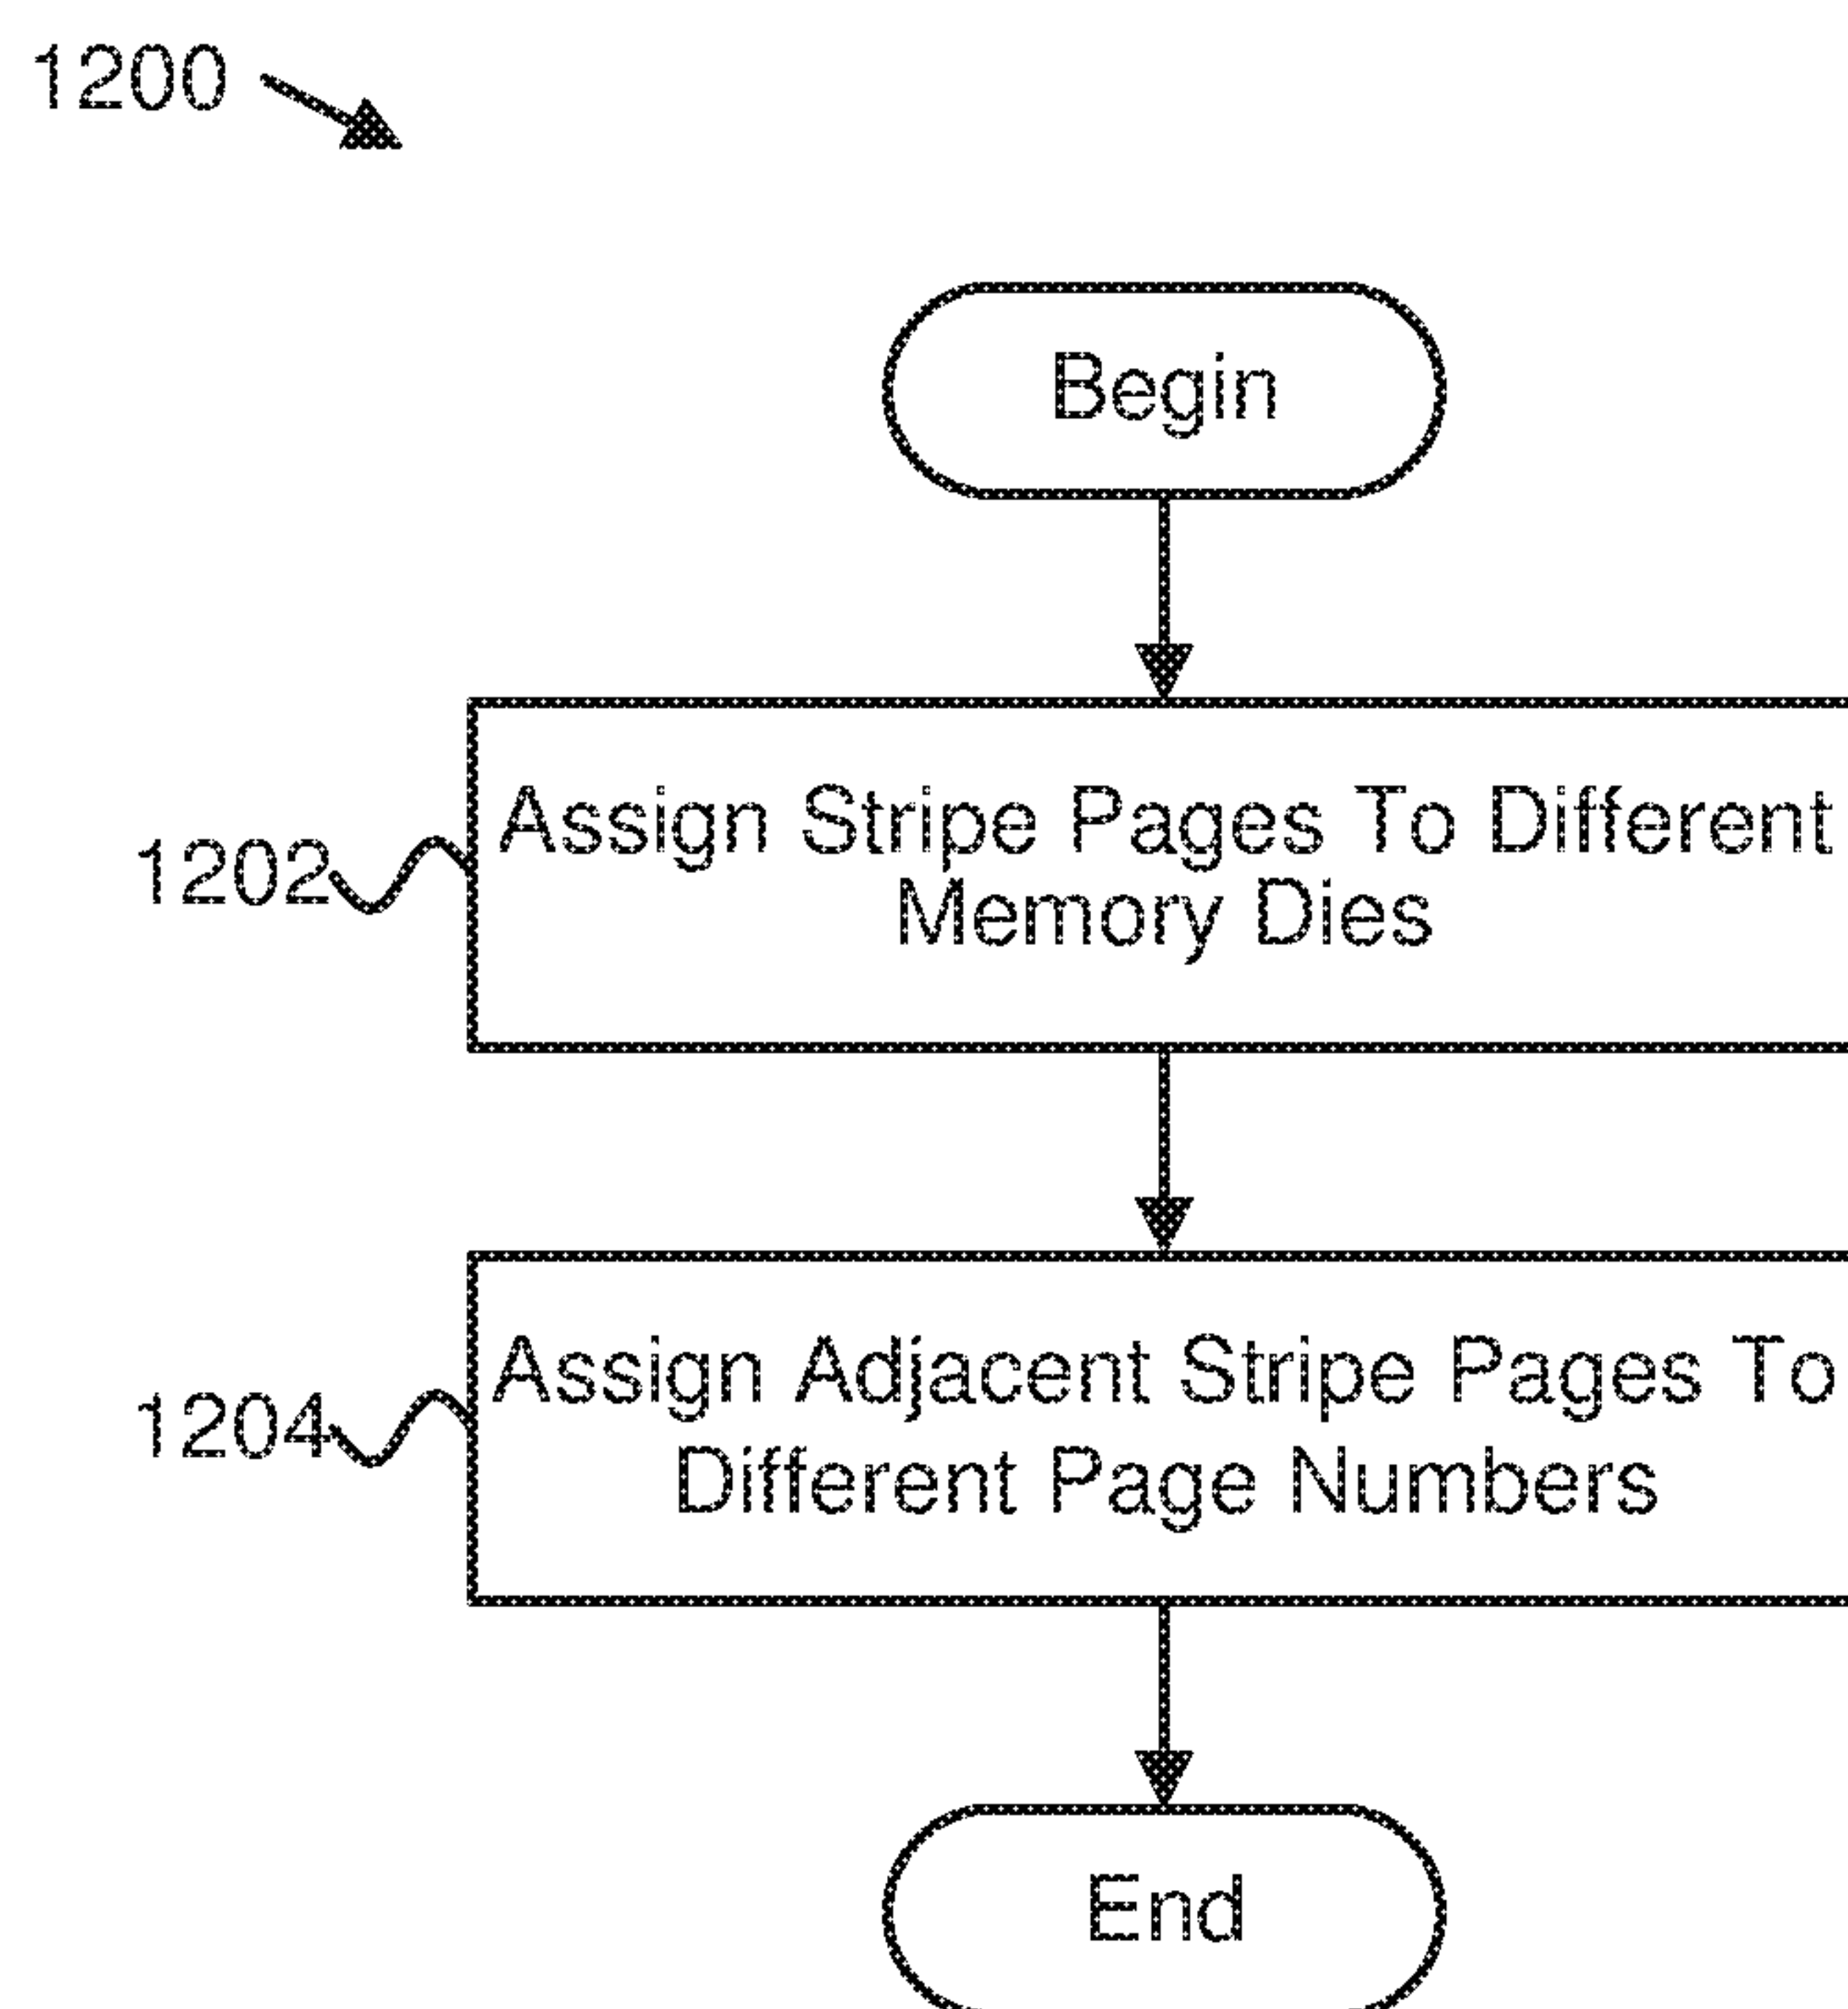 1200
Begin
1202
Assign Stripe Pages To Different
Memory Dies
1204
Assign Adjacent Stripe Pages To
Different Page Numbers
End